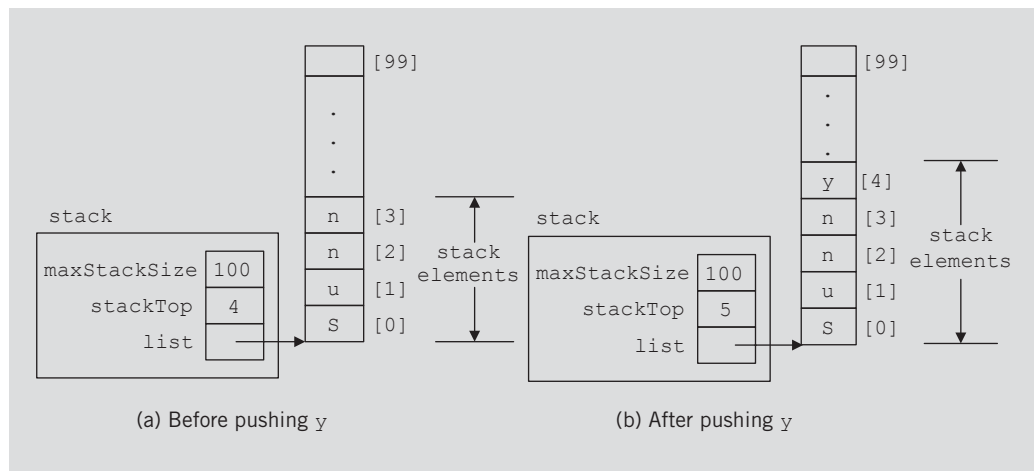 [99]
.
.
.
stack
n [3]
n [2]
u [1]
S [0]
stack
elements
maxStackSize 100
stackTop 4
list
(a) Before pushing y
[99]
.
.
.
y [4]
stack
n [3]
n [2]
u [1]
S [0]
stack
elements
maxStackSize 100
stackTop 5
list
(b) After pushing y